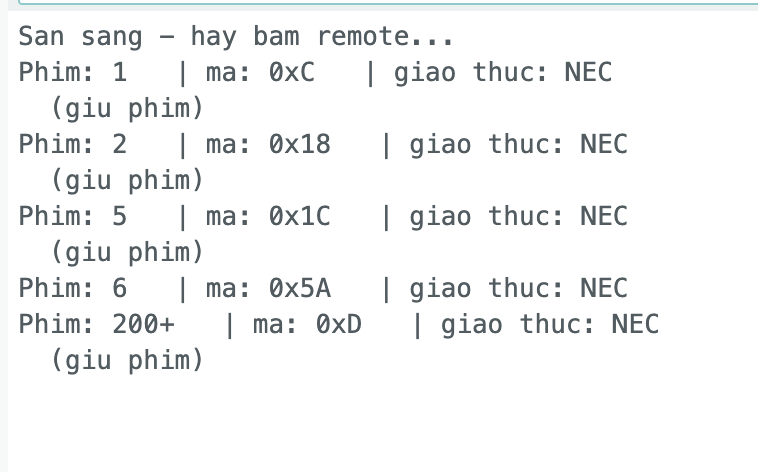 San sang – hay bam remote...
Phim: 1   | ma: 0xC   | giao thuc: NEC
  (giu phim)
Phim: 2   | ma: 0x18   | giao thuc: NEC
  (giu phim)
Phim: 5   | ma: 0x1C   | giao thuc: NEC
  (giu phim)
Phim: 6   | ma: 0x5A   | giao thuc: NEC
Phim: 200+   | ma: 0xD   | giao thuc: NEC
  (giu phim)